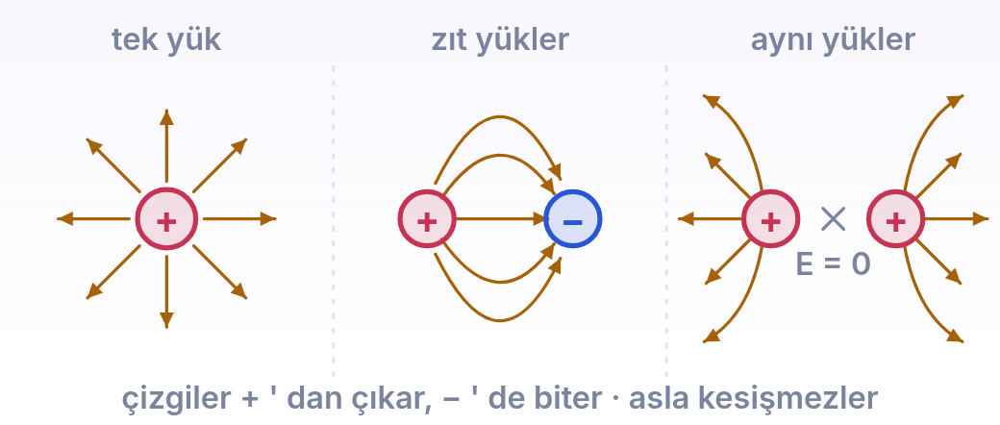 tek yük
zıt yükler
aynı yükler
+
+
−
+
+
E = 0
çizgiler + ' dan çıkar, − ' de biter · asla kesişmezler